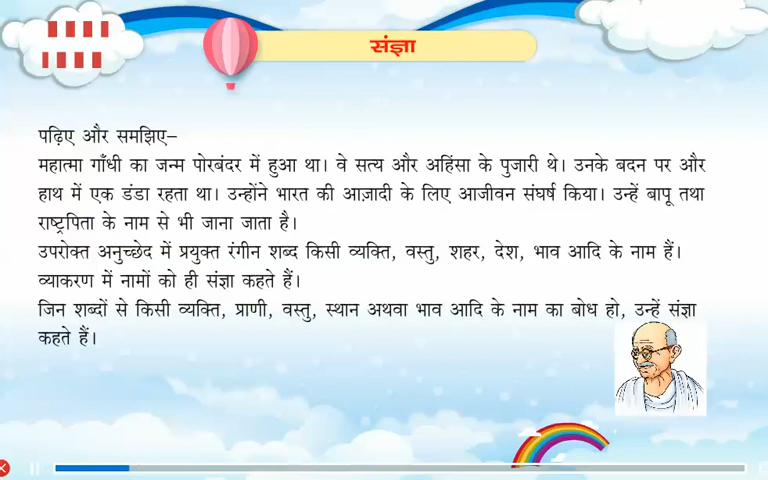 संज्ञा
पढ़िए और समझिए–
महात्मा गाँधी का जन्म पोरबंदर में हुआ था। वे सत्य और अहिंसा के पुजारी थे। उनके बदन पर और
हाथ में एक डंडा रहता था। उन्होंने भारत की आज़ादी के लिए आजीवन संघर्ष किया। उन्हें बापू तथा
राष्ट्रपिता के नाम से भी जाना जाता है।
उपरोक्त अनुच्छेद में प्रयुक्त रंगीन शब्द किसी व्यक्ति, वस्तु, शहर, देश, भाव आदि के नाम हैं।
व्याकरण में नामों को ही संज्ञा कहते हैं।
जिन शब्दों से किसी व्यक्ति, प्राणी, वस्तु, स्थान अथवा भाव आदि के नाम का बोध हो, उन्हें संज्ञा
कहते हैं।